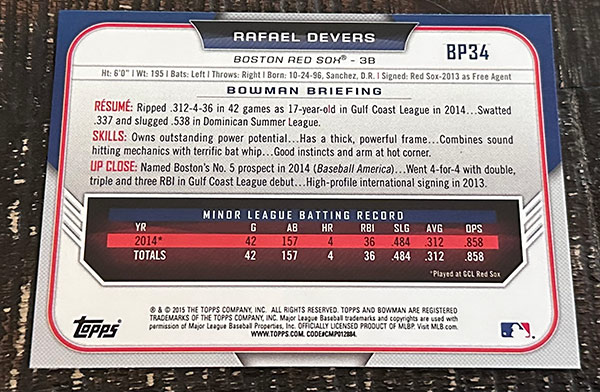 RAFAEL DEVERS
BP34
BOSTON RED SOX® - 3B
Ht: 6'0" | Wt: 195 | Bats: Left | Throws: Right | Born: 10-24-96, Sanchez, D.R. | Signed: Red Sox-2013 as Free Agent
BOWMAN BRIEFING
RÉSUMÉ: Ripped .312-4-36 in 42 games as 17-year-old in Gulf Coast League in 2014...Swatted
.337 and slugged .538 in Dominican Summer League.
SKILLS: Owns outstanding power potential...Has a thick, powerful frame...Combines sound
hitting mechanics with terrific bat whip...Good instincts and arm at hot corner.
UP CLOSE: Named Boston's No. 5 prospect in 2014 (Baseball America)...Went 4-for-4 with double,
triple and three RBI in Gulf Coast League debut...High-profile international signing in 2013.
MINOR LEAGUE BATTING RECORD
YR G AB HR RBI SLG AVG OPS
2014* 42 157 4 36 .484 .312 .858
TOTALS 42 157 4 36 .484 .312 .858
*Played at GCL Red Sox
® & © 2015 THE TOPPS COMPANY, INC. ALL RIGHTS RESERVED. TOPPS AND BOWMAN ARE REGISTERED
TRADEMARKS OF THE TOPPS COMPANY, INC. Major League Baseball trademarks and copyrights are used with
permission of Major League Baseball Properties, Inc. OFFICIALLY LICENSED PRODUCT OF MLBP. Visit MLB.com.
WWW.TOPPS.COM. CODE#CMP012884.
TOPPS